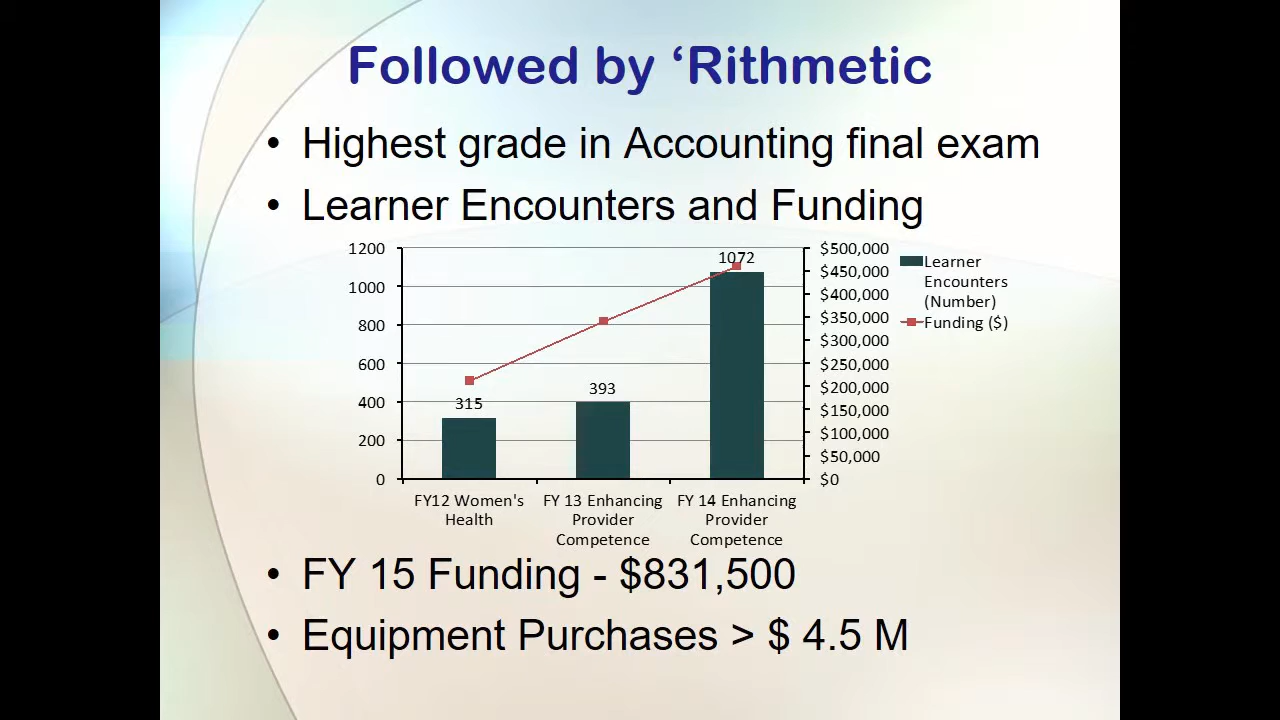 Followed by ‘Rithmetic
• Highest grade in Accounting final exam
• Learner Encounters and Funding
1200
1000
800
600
400
200
0
315
393
1072
$500,000
$450,000
$400,000
$350,000
$300,000
$250,000
$200,000
$150,000
$100,000
$50,000
$0
Learner
Encounters
(Number)
Funding ($)
FY12 Women's
Health
FY 13 Enhancing
Provider
Competence
FY 14 Enhancing
Provider
Competence
• FY 15 Funding - $831,500
• Equipment Purchases > $ 4.5 M